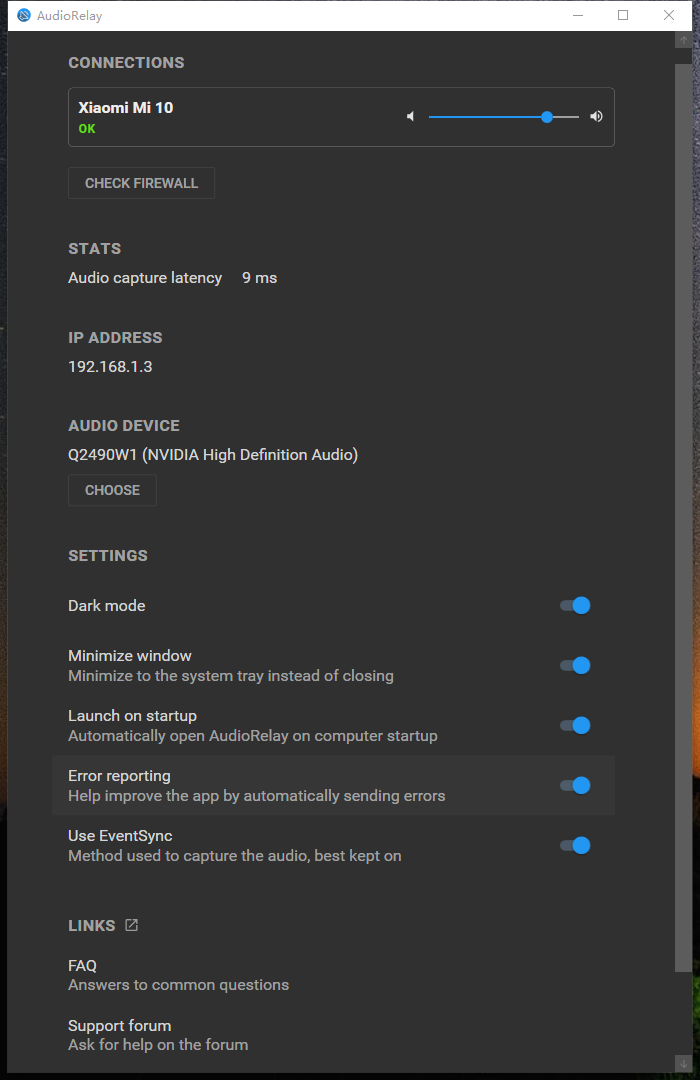 AudioRelay
CONNECTIONS
Xiaomi Mi 10
OK
CHECK FIREWALL
STATS
Audio capture latency 9 ms
IP ADDRESS
192.168.1.3
AUDIO DEVICE
Q2490W1 (NVIDIA High Definition Audio)
CHOOSE
SETTINGS
Dark mode
Minimize window
Minimize to the system tray instead of closing
Launch on startup
Automatically open AudioRelay on computer startup
Error reporting
Help improve the app by automatically sending errors
Use EventSync
Method used to capture the audio, best kept on
LINKS
FAQ
Answers to common questions
Support forum
Ask for help on the forum